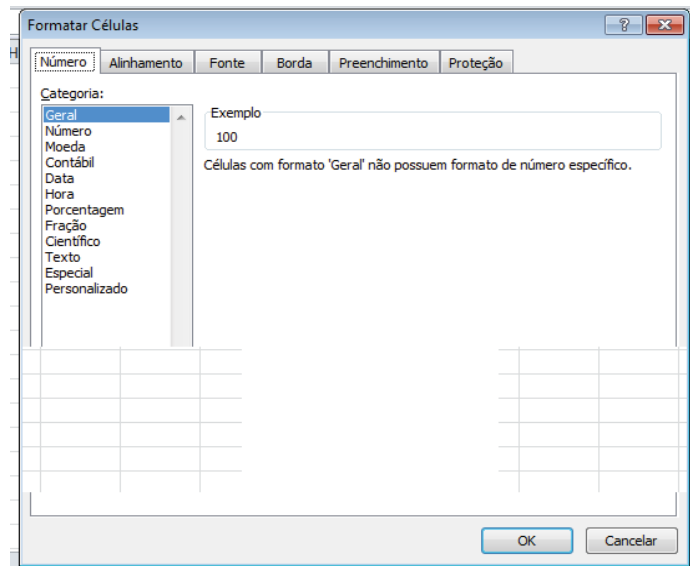 Formatar Células
H
Número Alinhamento Fonte Borda Preenchimento Proteção
Categoria:
Geral
Número
Moeda
Contábil
Data
Hora
Porcentagem
Fração
Científico
Texto
Especial
Personalizado
Exemplo
100
Células com formato 'Geral' não possuem formato de número específico.
OK Cancelar